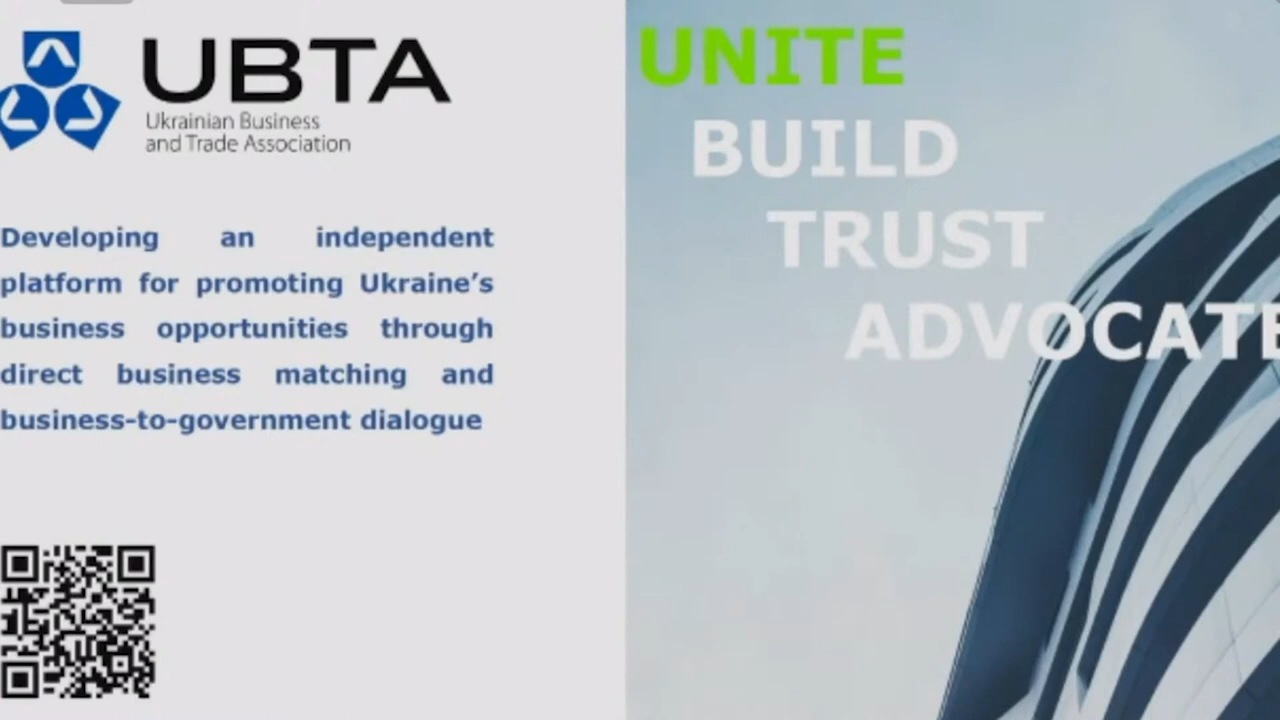 UBTA
Ukrainian Business
and Trade Association
Developing an independent
platform for promoting Ukraine's
business opportunities through
direct business matching and
business-to-government dialogue
UNITE
BUILD
TRUST
ADVOCATE